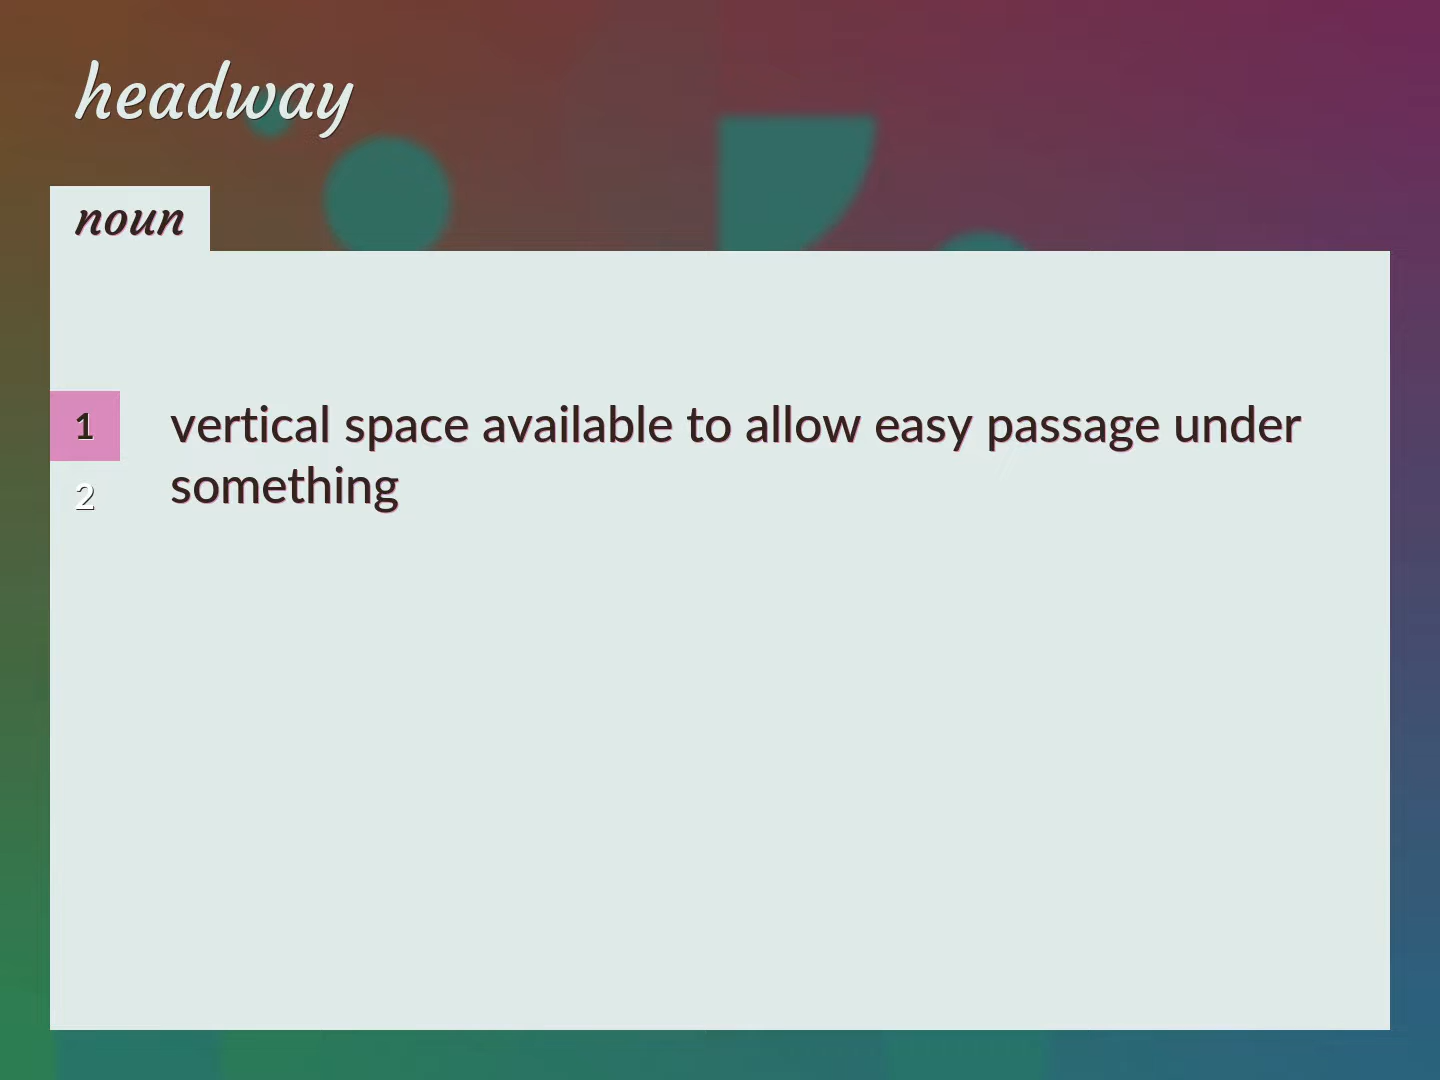 headway
noun
1 vertical space available to allow easy passage under
2 something